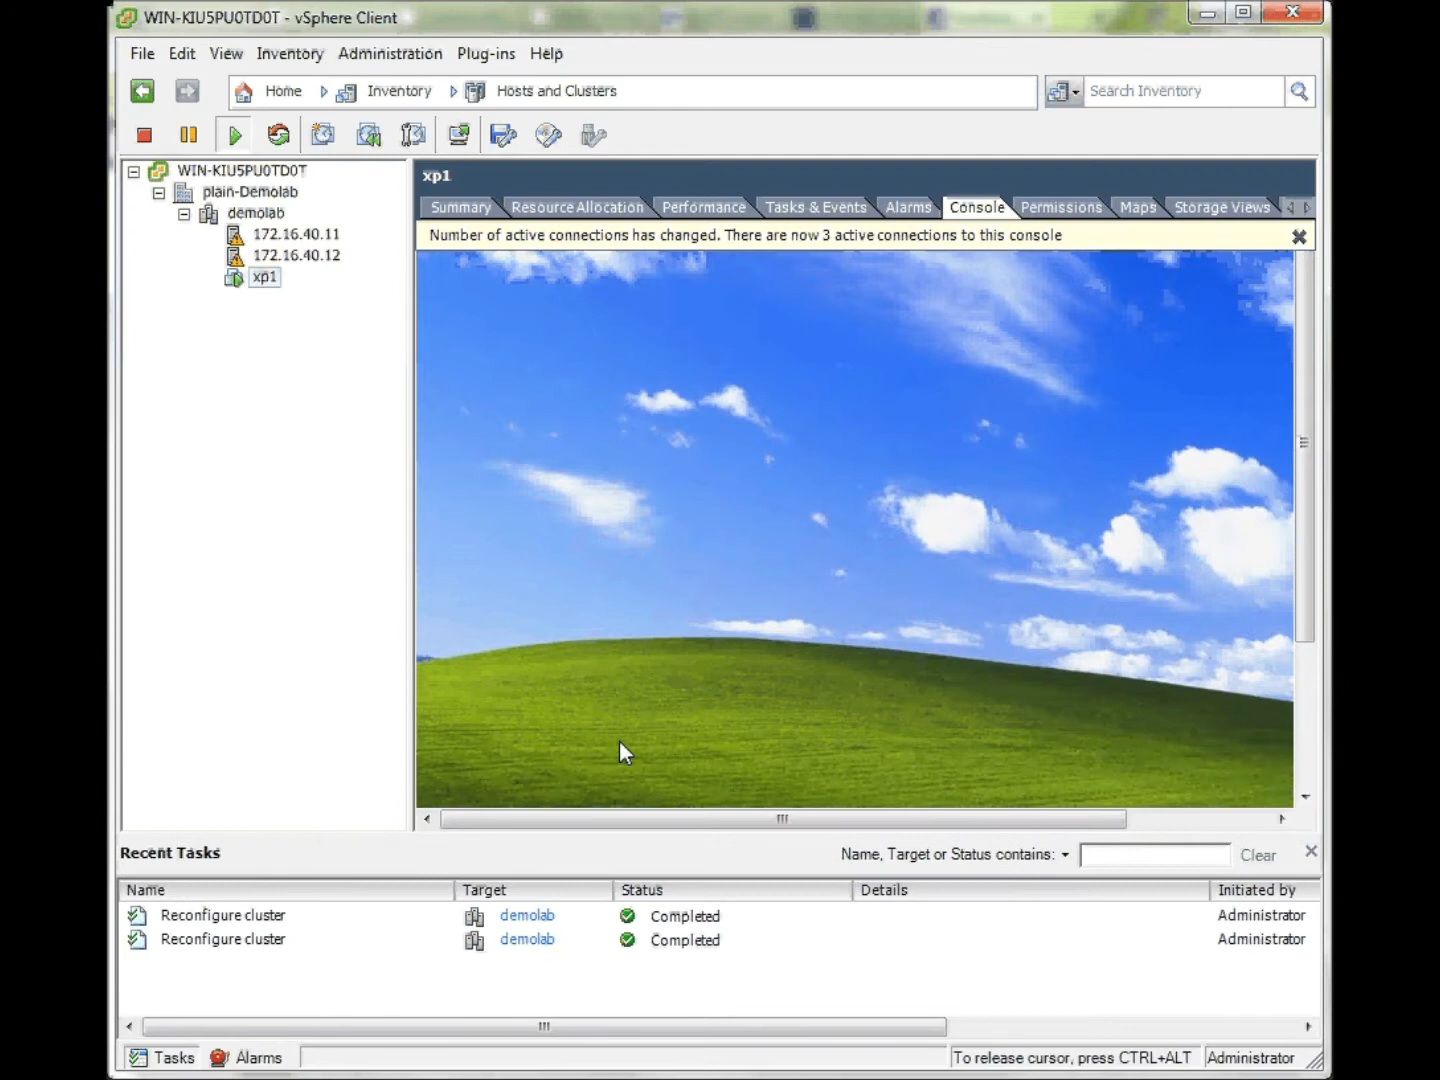 WIN-KIU5PU0TD0T - vSphere Client
File Edit View Inventory Administration Plug-ins Help
Home Inventory Hosts and Clusters Search Inventory
WIN-KIU5PU0TD0T
plain-Demolab
demolab
172.16.40.11
172.16.40.12
xp1
xp1
Summary Resource Allocation Performance Tasks & Events Alarms Console Permissions Maps Storage Views
Number of active connections has changed. There are now 3 active connections to this console
Recent Tasks Name, Target or Status contains: Clear
Name Target Status Details Initiated by
Reconfigure cluster demolab Completed Administrator
Reconfigure cluster demolab Completed Administrator
Tasks Alarms To release cursor, press CTRL+ALT Administrator